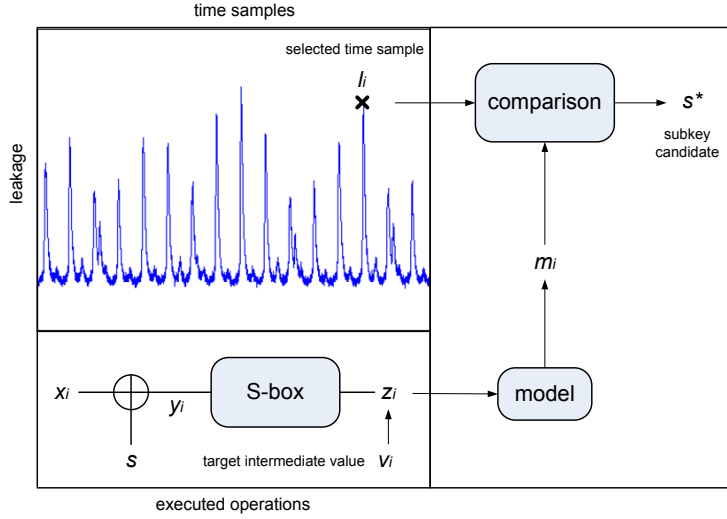 time samples
selected time sample
li
leakage
comparison
s*
subkey
candidate
mi
xi
yi
S-box
zi
model
s
target intermediate value
vi
executed operations